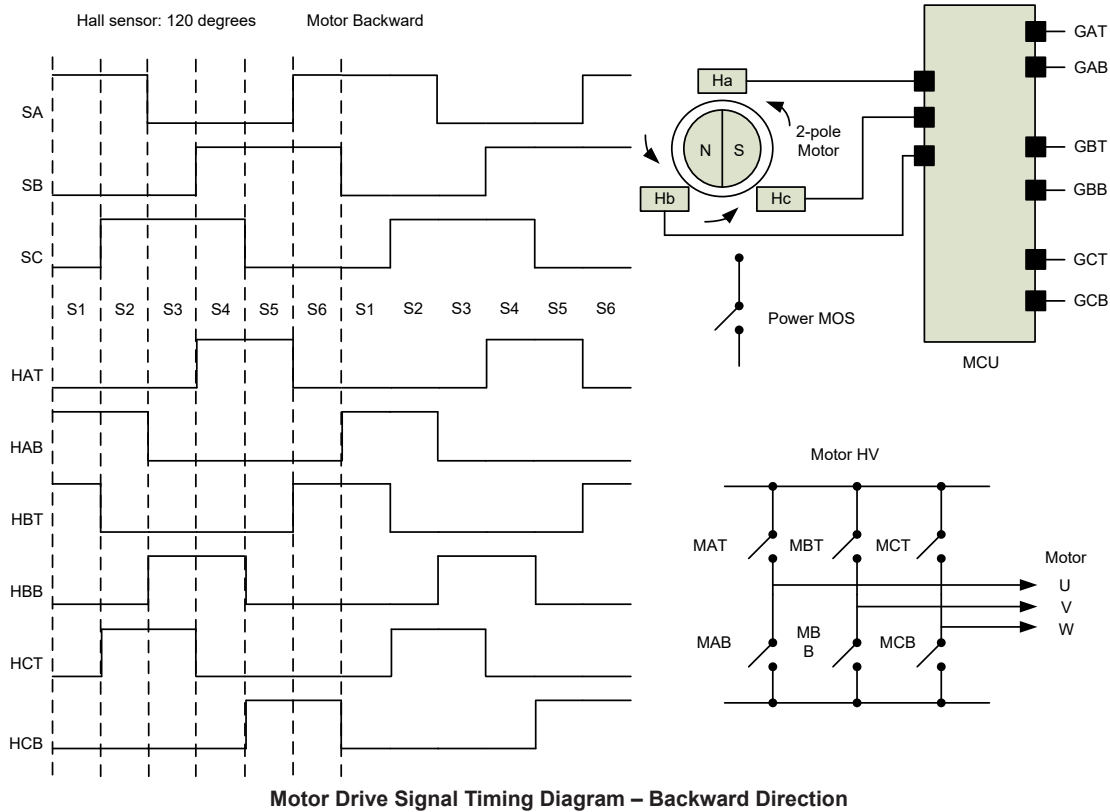 Hall sensor: 120 degrees
Motor Backward
SA
SB
SC
S1 S2 S3 S4 S5 S6 S1 S2 S3 S4 S5 S6
HAT
HAB
HBT
HBB
HCT
HCB
Ha
2-pole
Motor
N S
Hb
Hc
Power MOS
GAT
GAB
GBT
GBB
GCT
GCB
MCU
Motor HV
MAT
MBT
MCT
MAB
MB
B
MCB
Motor
U
V
W
Motor Drive Signal Timing Diagram – Backward Direction